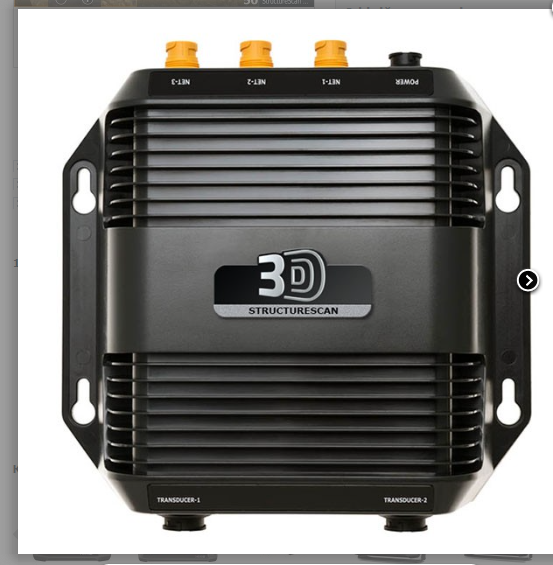 NET-3 NET-2 NET-1 POWER
3D
STRUCTURESCAN
TRANSDUCER-1 TRANSDUCER-2